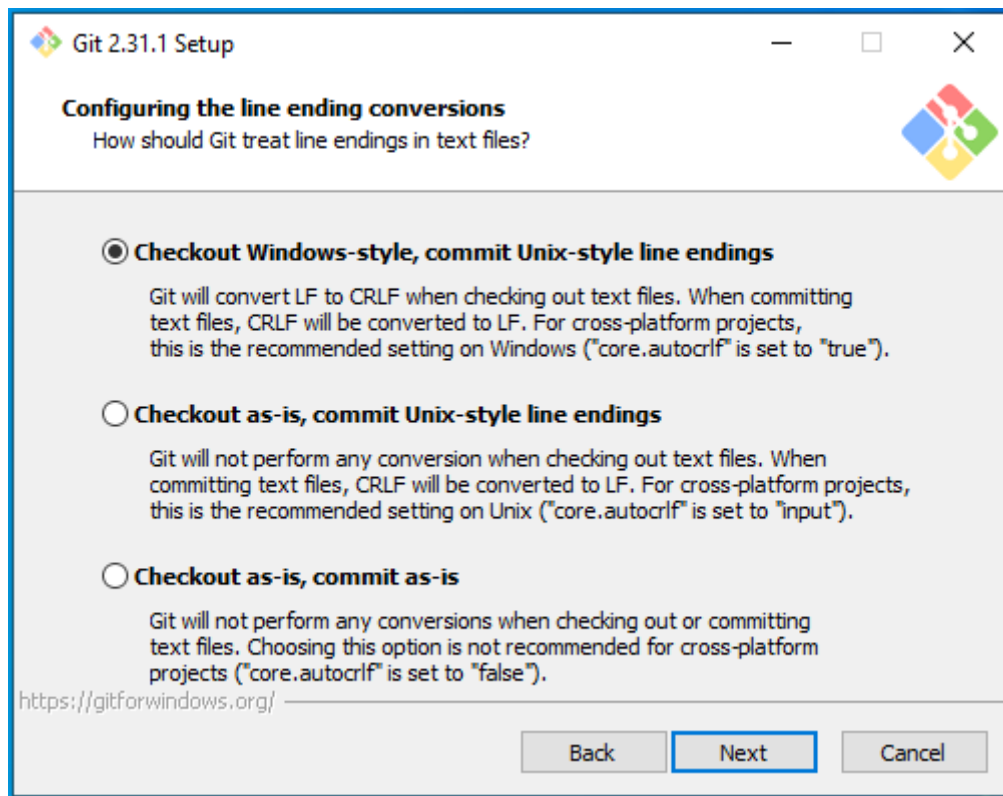 Git 2.31.1 Setup
Configuring the line ending conversions
How should Git treat line endings in text files?
Checkout Windows-style, commit Unix-style line endings
Git will convert LF to CRLF when checking out text files. When committing
text files, CRLF will be converted to LF. For cross-platform projects,
this is the recommended setting on Windows ("core.autocrlf" is set to "true").
Checkout as-is, commit Unix-style line endings
Git will not perform any conversion when checking out text files. When
committing text files, CRLF will be converted to LF. For cross-platform projects,
this is the recommended setting on Unix ("core.autocrlf" is set to "input").
Checkout as-is, commit as-is
Git will not perform any conversions when checking out or committing
text files. Choosing this option is not recommended for cross-platform
projects ("core.autocrlf" is set to "false").
https://gitforwindows.org/
Back
Next
Cancel